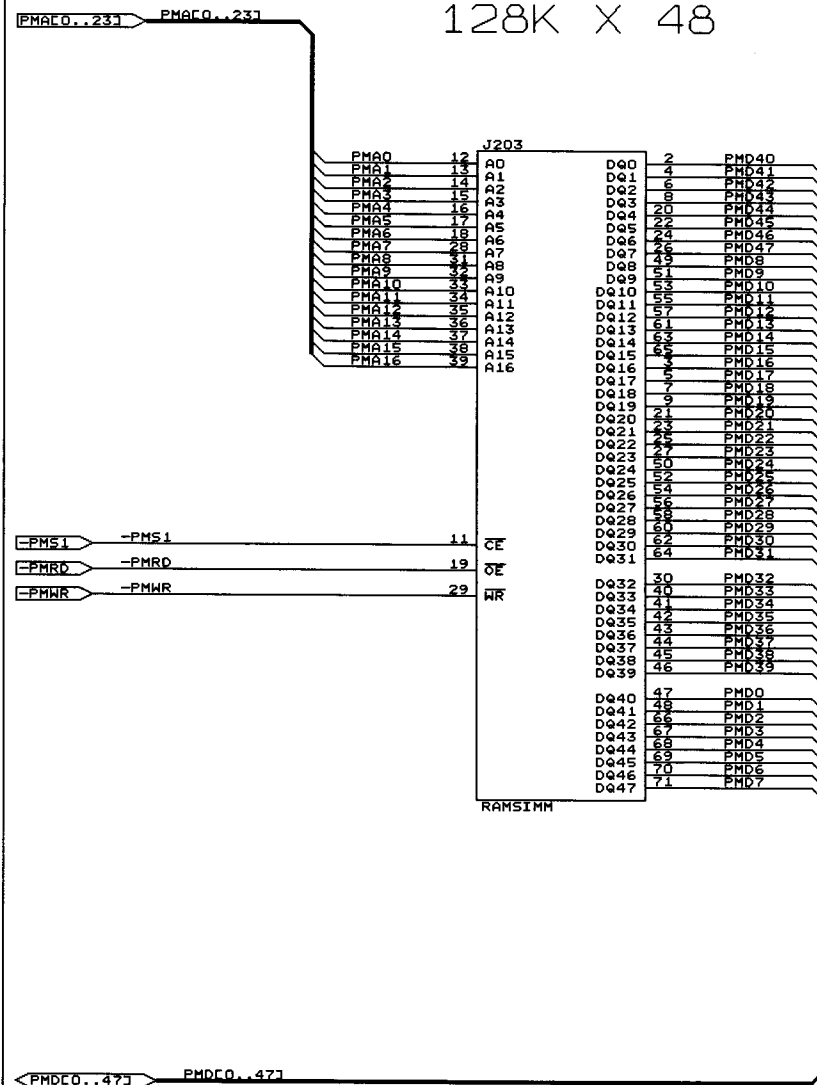 128K X 48
PMA[0..23] PMA[0..23]
J203
PMA0 12 A0 DQ0 2 PMD40
PMA1 13 A1 DQ1 4 PMD41
PMA2 14 A2 DQ2 6 PMD42
PMA3 15 A3 DQ3 8 PMD43
PMA4 16 A4 DQ4 20 PMD44
PMA5 17 A5 DQ5 22 PMD45
PMA6 18 A6 DQ6 24 PMD46
PMA7 28 A7 DQ7 26 PMD47
PMA8 31 A8 DQ8 49 PMD8
PMA9 32 A9 DQ9 51 PMD9
PMA10 33 A10 DQ10 53 PMD10
PMA11 34 A11 DQ11 55 PMD11
PMA12 35 A12 DQ12 57 PMD12
PMA13 36 A13 DQ13 61 PMD13
PMA14 37 A14 DQ14 63 PMD14
PMA15 38 A15 DQ15 65 PMD15
PMA16 39 A16 DQ16 3 PMD16
DQ17 5 PMD17
DQ18 7 PMD18
DQ19 9 PMD19
DQ20 21 PMD20
DQ21 23 PMD21
DQ22 25 PMD22
DQ23 27 PMD23
DQ24 50 PMD24
DQ25 52 PMD25
DQ26 54 PMD26
DQ27 56 PMD27
DQ28 58 PMD28
DQ29 60 PMD29
-PMS1 -PMS1 11 CE DQ30 62 PMD30
DQ31 64 PMD31
-PMRD -PMRD 19 OE
-PMWR -PMWR 29 WR DQ32 30 PMD32
DQ33 40 PMD33
DQ34 41 PMD34
DQ35 42 PMD35
DQ36 43 PMD36
DQ37 44 PMD37
DQ38 45 PMD38
DQ39 46 PMD39
DQ40 47 PMD0
DQ41 48 PMD1
DQ42 66 PMD2
DQ43 67 PMD3
DQ44 68 PMD4
DQ45 69 PMD5
DQ46 70 PMD6
DQ47 71 PMD7
RAMSIMM
PMD[0..47] PMD[0..47]